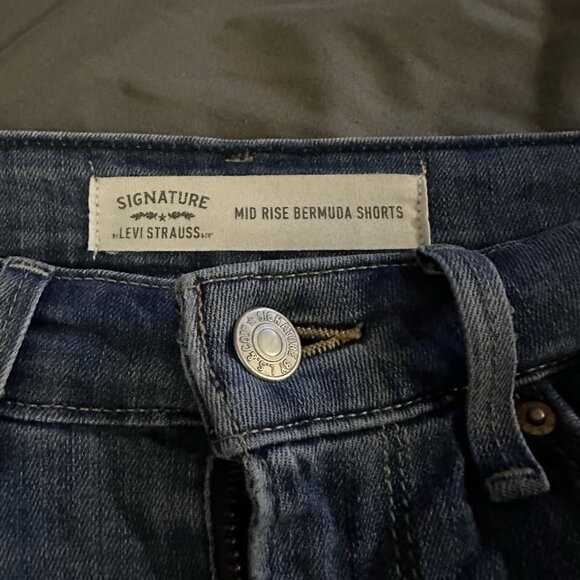 SIGNATURE
BY LEVI STRAUSS & CO
MID RISE BERMUDA SHORTS
SIGNATURE BY L.S. & CO.